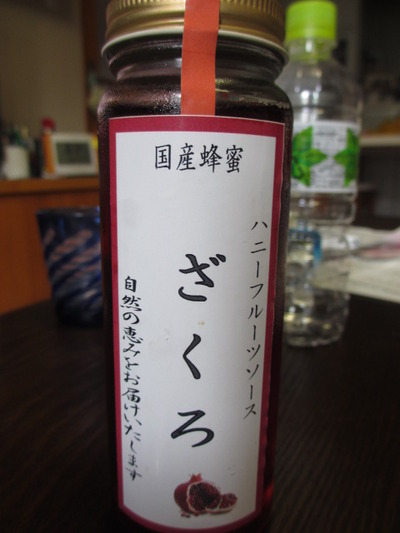 国産蜂蜜
ハニーフルーツソース
ざくろ
自然の恵みをお届けいたします